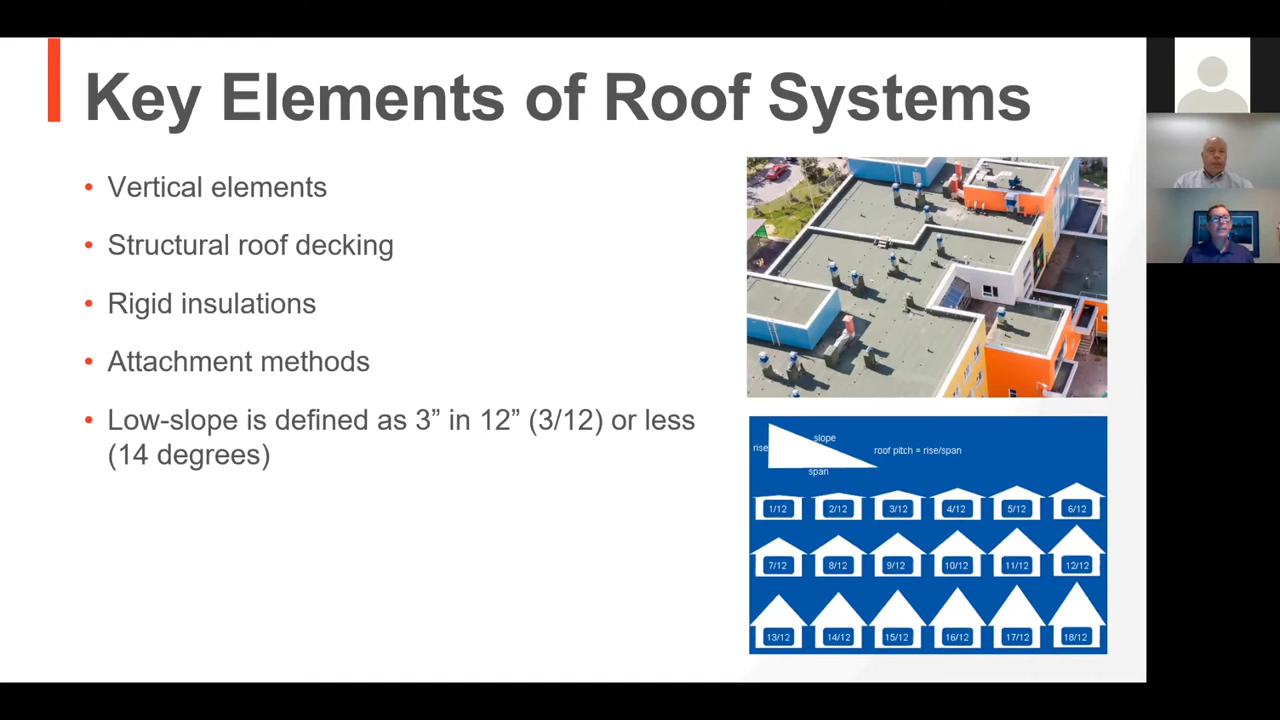 Key Elements of Roof Systems
• Vertical elements
• Structural roof decking
• Rigid insulations
• Attachment methods
• Low-slope is defined as 3” in 12” (3/12) or less
(14 degrees)
rise
slope
span
roof pitch = rise/span
1/12 2/12 3/12 4/12 5/12 6/12
7/12 8/12 9/12 10/12 11/12 12/12
13/12 14/12 15/12 16/12 17/12 18/12